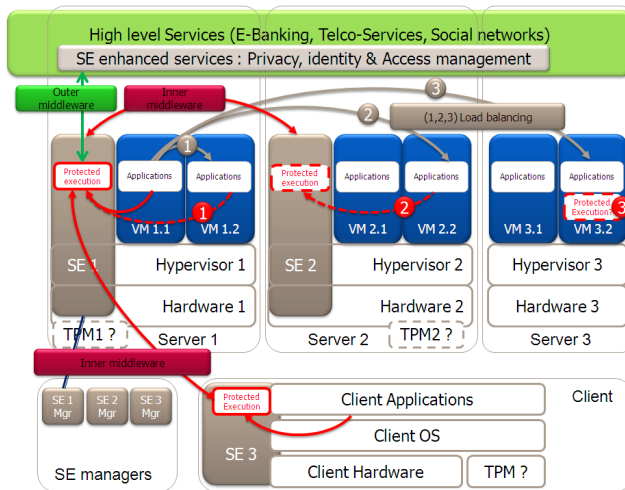 High level Services (E-Banking, Telco-Services, Social networks)
SE enhanced services : Privacy, identity & Access management
Outer
middleware
Inner
middleware
3
2
(1,2,3) Load balancing
1
Protected
execution
Applications
Applications
Protected
execution
Applications
Applications
Applications
Applications
Protected
Execution?
3
1
2
VM 1.1
VM 1.2
VM 2.1
VM 2.2
VM 3.1
VM 3.2
SE 1
Hypervisor 1
SE 2
Hypervisor 2
Hypervisor 3
Hardware 1
Hardware 2
Hardware 3
TPM1 ?
Server 1
Server 2
TPM2 ?
Server 3
Inner middleware
SE 1
Mgr
SE 2
Mgr
SE 3
Mgr
SE managers
Protected
Execution
Client Applications
Client
Client OS
SE 3
Client Hardware
TPM ?